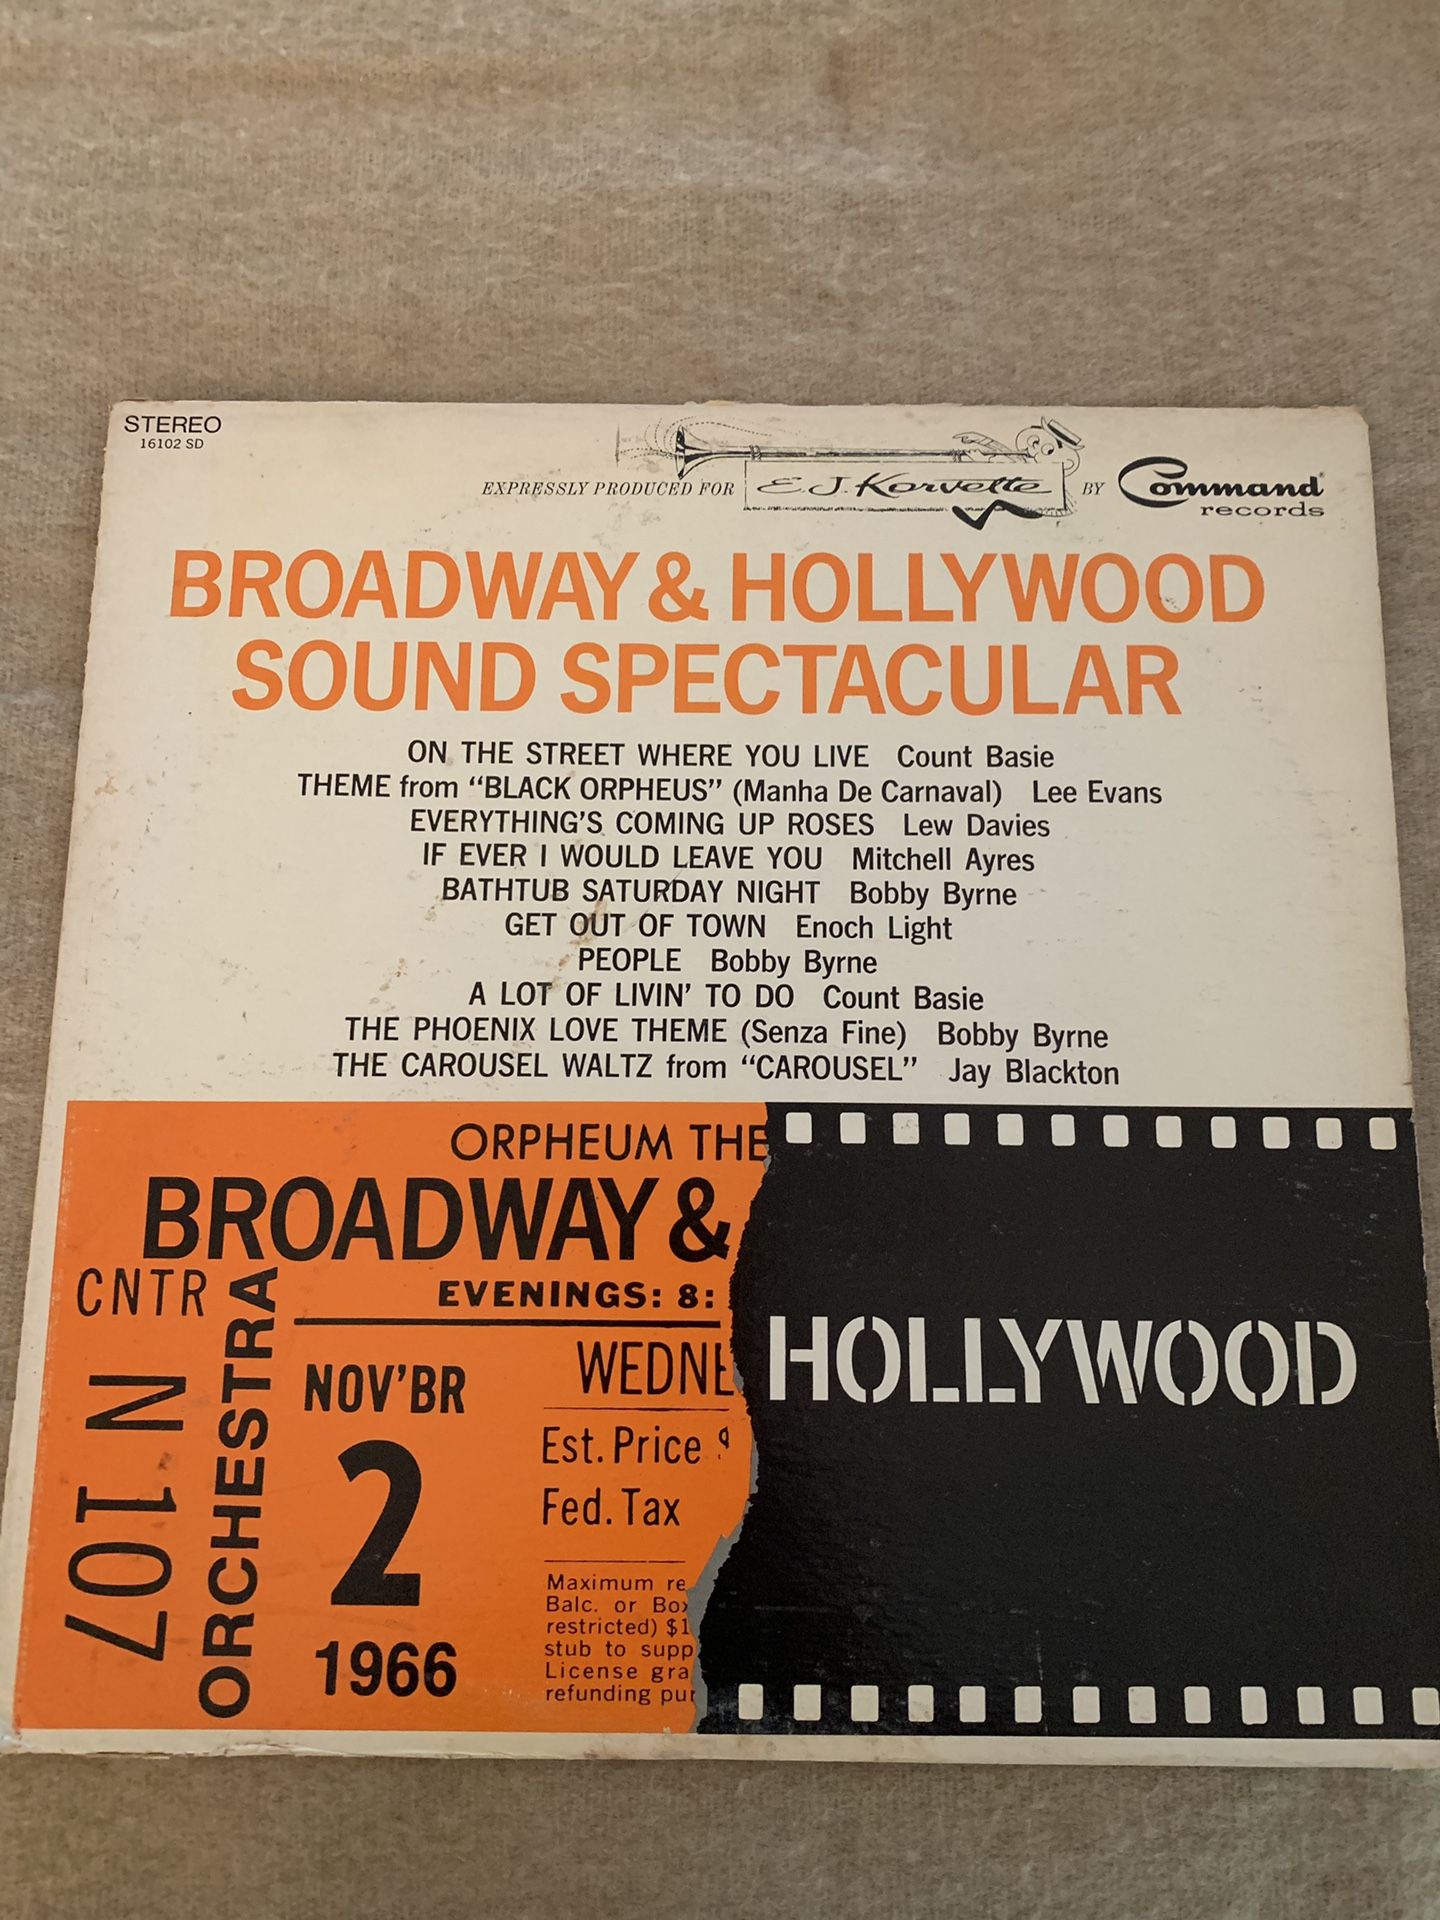 STEREO
16102 SD
EXPRESSLY PRODUCED FOR E.J. Korvette BY Command
records
BROADWAY & HOLLYWOOD
SOUND SPECTACULAR
ON THE STREET WHERE YOU LIVE Count Basie
THEME from “BLACK ORPHEUS” (Manha De Carnaval) Lee Evans
EVERYTHING'S COMING UP ROSES Lew Davies
IF EVER I WOULD LEAVE YOU Mitchell Ayres
BATHTUB SATURDAY NIGHT Bobby Byrne
GET OUT OF TOWN Enoch Light
PEOPLE Bobby Byrne
A LOT OF LIVIN' TO DO Count Basie
THE PHOENIX LOVE THEME (Senza Fine) Bobby Byrne
THE CAROUSEL WALTZ from “CAROUSEL” Jay Blackton
ORPHEUM THE
BROADWAY &
EVENINGS: 8:
CNTR
N 107
ORCHESTRA
NOV'BR
2
1966
WEDNE
Est. Price
Fed. Tax
Maximum re
Balc. or Box
restricted) $1
stub to supp
License gra
refunding pur
HOLLYWOOD